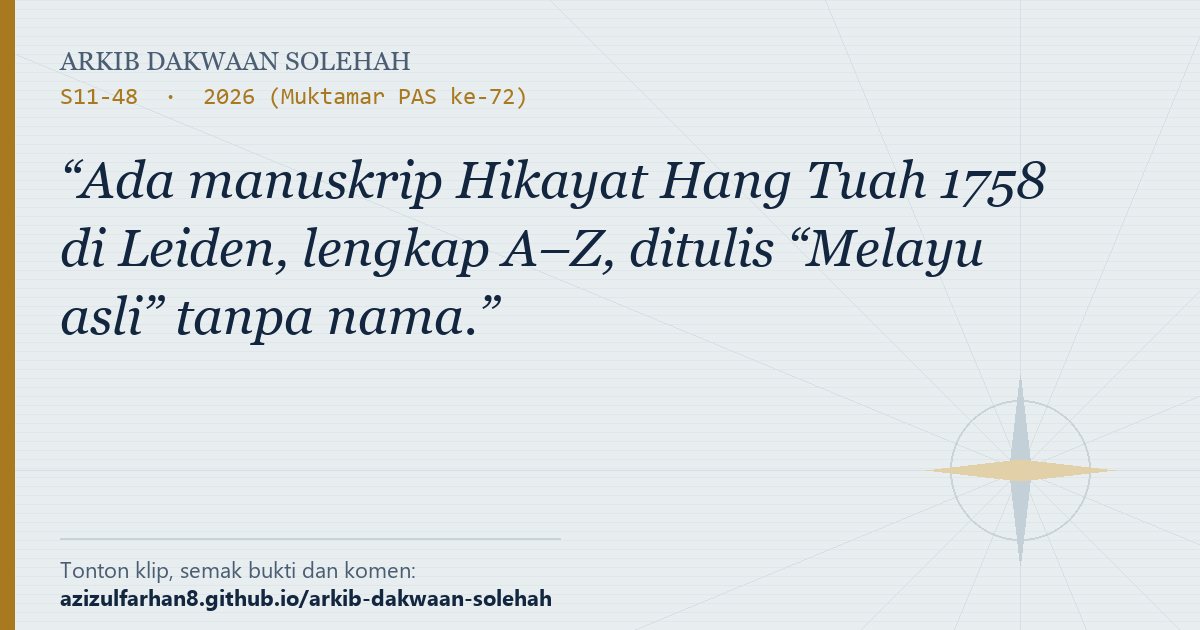 ARKIB DAKWAAN SOLEHAH
S11-48 · 2026 (Muktamar PAS ke-72)
“Ada manuskrip Hikayat Hang Tuah 1758
di Leiden, lengkap A–Z, ditulis “Melayu
asli” tanpa nama.”
Tonton klip, semak bukti dan komen:
azizulfarhan8.github.io/arkib-dakwaan-solehah